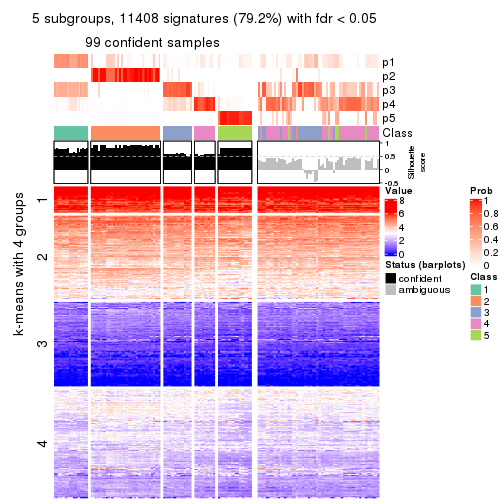 5 subgroups, 11408 signatures (79.2%) with fdr < 0.05
99 confident samples
p1
p2
p3
p4
p5
Class
1
0.5
0
-0.5
Silhouette
score
k-means with 4 groups
1
2
3
4
Value
8
6
4
2
0
Status (barplots)
confident
ambiguous
Prob
1
0.8
0.6
0.4
0.2
0
Class
1
2
3
4
5